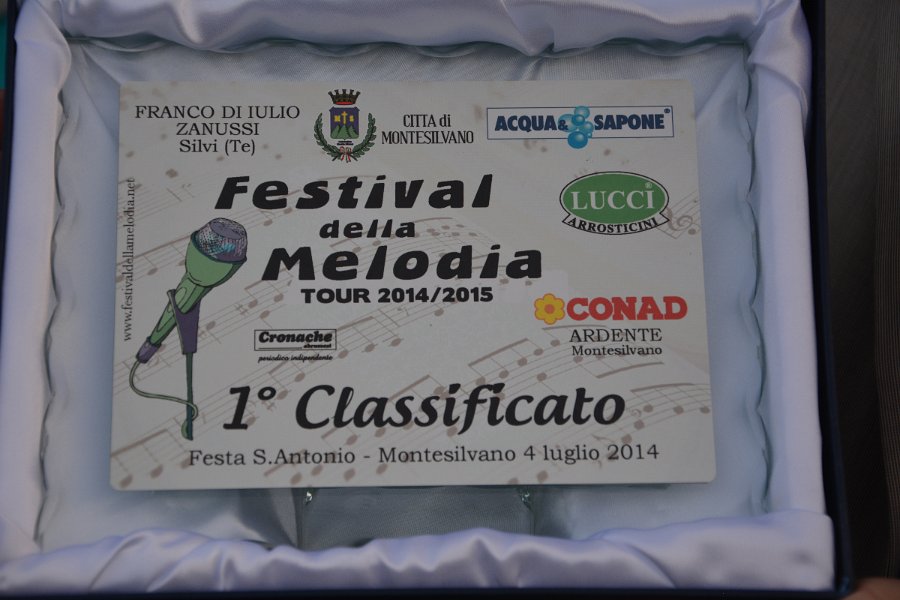 FRANCO DI IULIO
ZANUSSI
Silvi (Te)
CITTA di
MONTESILVANO
ACQUA & SAPONE®
Festival
della
Melodia
TOUR 2014/2015
LUCCI®
ARROSTICINI
www.festivaldellamelodia.net
CONAD
ARDENTE
Montesilvano
Cronache
abruzzesi
periodico indipendente
1° Classificato
Festa S.Antonio - Montesilvano 4 luglio 2014